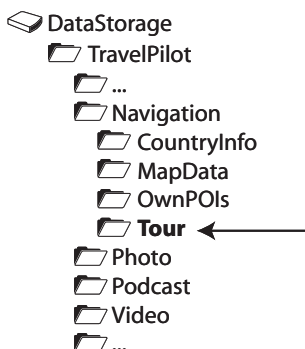 DataStorage
TravelPilot
...
Navigation
CountryInfo
MapData
OwnPOIs
Tour
Photo
Podcast
Video
...